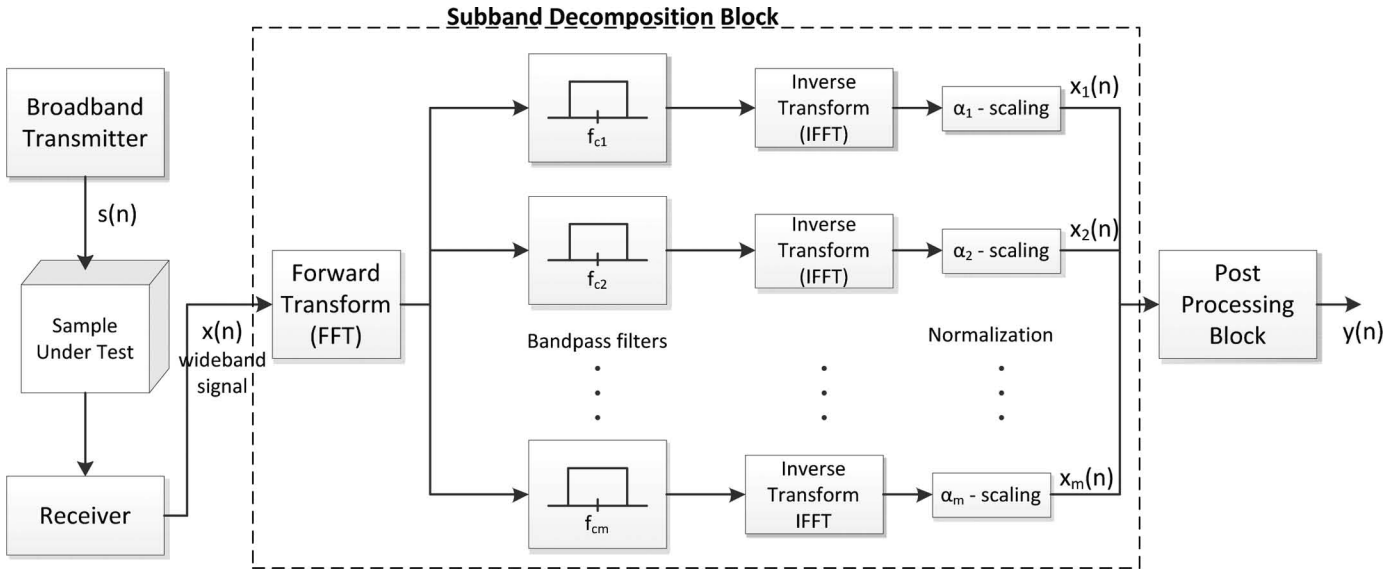 Subband Decomposition Block
Broadband
Transmitter
s(n)
Sample
Under Test
Receiver
x(n)
wideband
signal
Forward
Transform
(FFT)
f_c1
f_c2
Bandpass filters
f_cm
Inverse
Transform
(IFFT)
Inverse
Transform
(IFFT)
Inverse
Transform
IFFT
α₁ - scaling
α₂ - scaling
Normalization
αₘ - scaling
x₁(n)
x₂(n)
xₘ(n)
Post
Processing
Block
y(n)